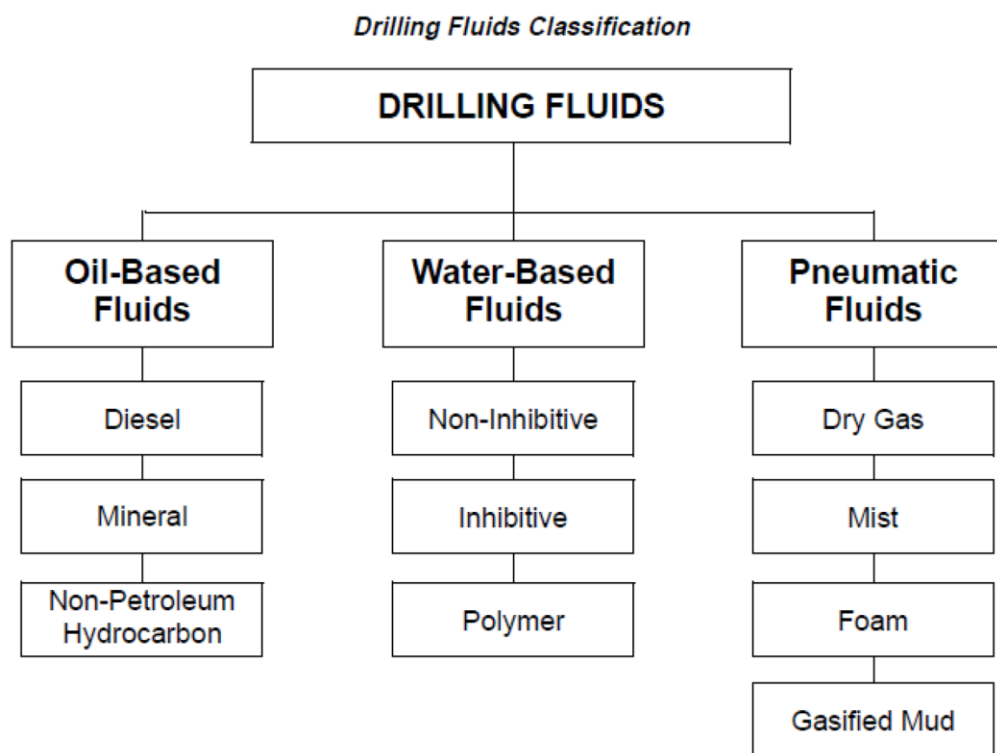 Drilling Fluids Classification
DRILLING FLUIDS
Oil-Based
Fluids
Water-Based
Fluids
Pneumatic
Fluids
Diesel
Non-Inhibitive
Dry Gas
Mineral
Inhibitive
Mist
Non-Petroleum
Hydrocarbon
Polymer
Foam
Gasified Mud